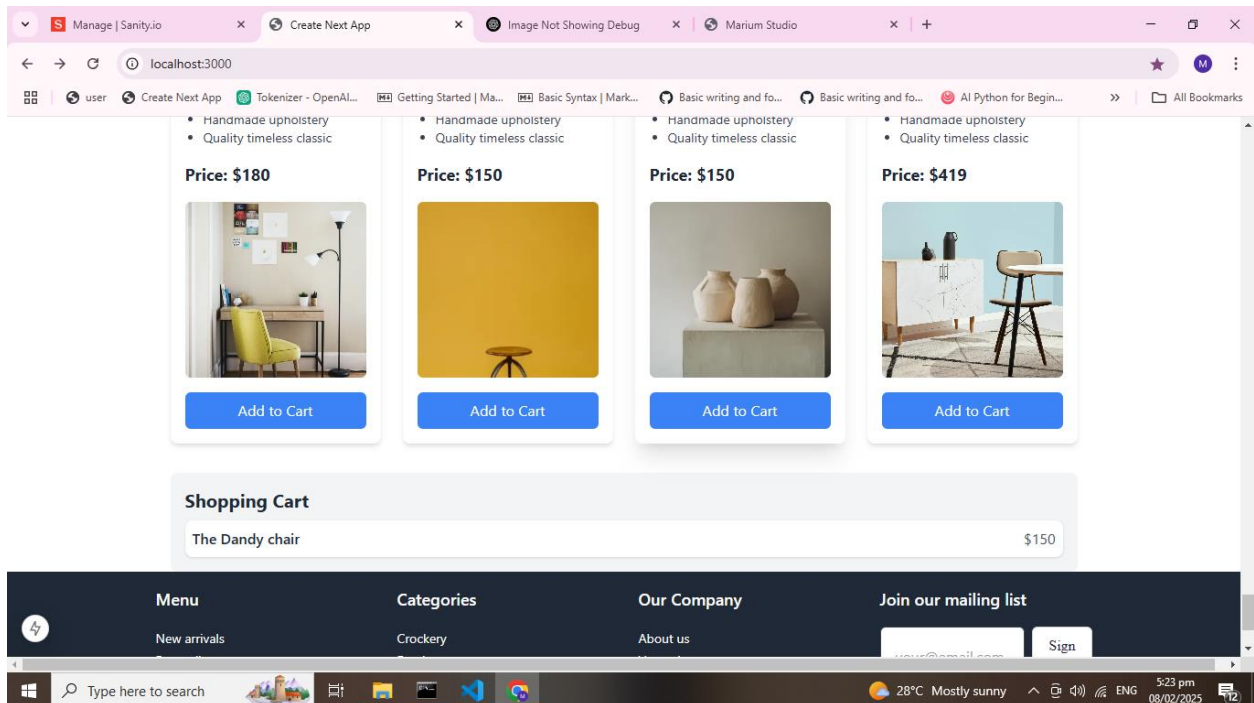 Manage | Sanity.io
Create Next App
Image Not Showing Debug
Marium Studio
localhost:3000
M
user
Create Next App
Tokenizer - OpenAI...
Getting Started | Ma...
Basic Syntax | Mark...
Basic writing and fo...
Basic writing and fo...
AI Python for Begin...
All Bookmarks
Handmade upholstery
Quality timeless classic
Price: $180
Add to Cart
Handmade upholstery
Quality timeless classic
Price: $150
Add to Cart
Handmade upholstery
Quality timeless classic
Price: $150
Add to Cart
Handmade upholstery
Quality timeless classic
Price: $419
Add to Cart
Shopping Cart
The Dandy chair $150
Menu
New arrivals
Categories
Crockery
Our Company
About us
Join our mailing list
your@email.com
Sign
Type here to search
28°C Mostly sunny
ENG
5:23 pm
08/02/2025
12